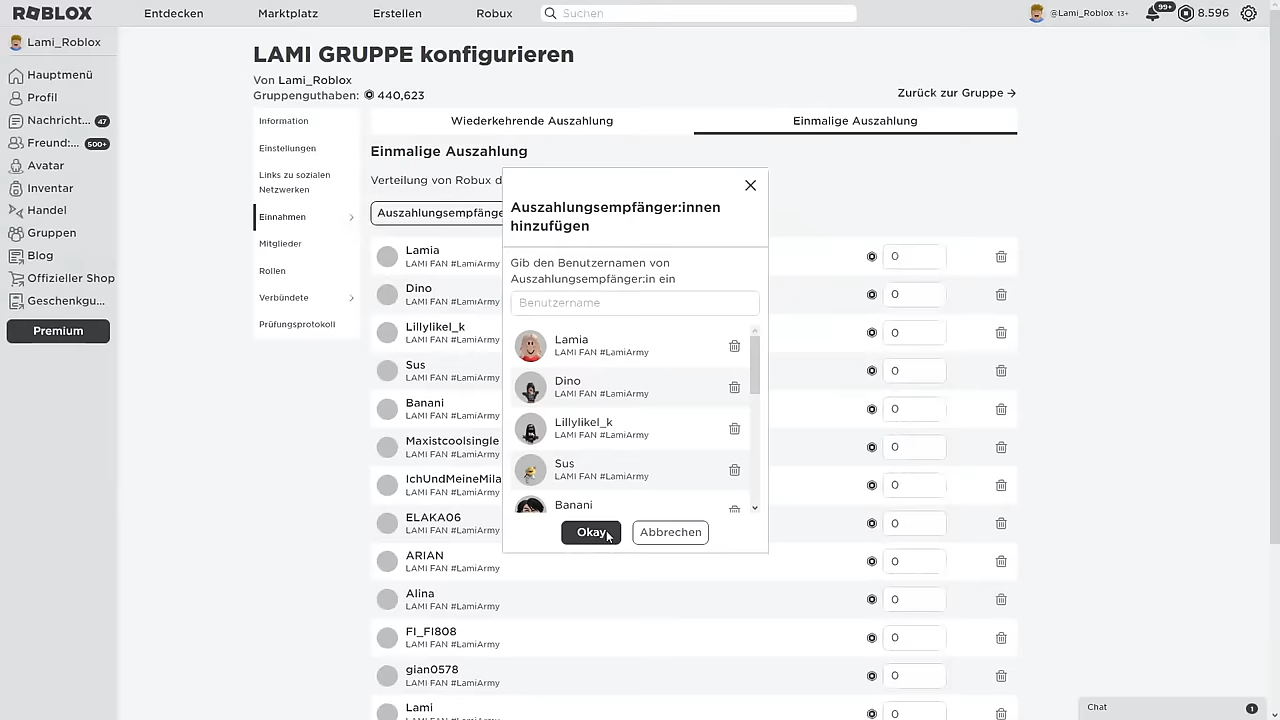 ROBLOX
Entdecken
Marktplatz
Erstellen
Robux
Suchen
@Lami_Roblox 13+
99+
8.596
Lami_Roblox
Hauptmenü
Profil
Nachricht... 47
Freund:... 500+
Avatar
Inventar
Handel
Gruppen
Blog
Offizieller Shop
Geschenkgu...
Premium
LAMI GRUPPE konfigurieren
Von Lami_Roblox
Gruppenguthaben: 440,623
Zurück zur Gruppe →
Information
Einstellungen
Links zu sozialen
Netzwerken
Einnahmen
Mitglieder
Rollen
Verbündete
Prüfungsprotokoll
Wiederkehrende Auszahlung
Einmalige Auszahlung
Einmalige Auszahlung
Verteilung von Robux d
Auszahlungsempfänge
Lamia
LAMI FAN #LamiArmy
0
Dino
LAMI FAN #LamiArmy
0
Lillylikel_k
LAMI FAN #LamiArmy
0
Sus
LAMI FAN #LamiArmy
0
Banani
LAMI FAN #LamiArmy
0
Maxistcoolsingle
LAMI FAN #LamiArmy
0
IchUndMeineMila
LAMI FAN #LamiArmy
0
ELAKA06
LAMI FAN #LamiArmy
0
ARIAN
LAMI FAN #LamiArmy
0
Alina
LAMI FAN #LamiArmy
0
FI_FI808
LAMI FAN #LamiArmy
0
gian0578
LAMI FAN #LamiArmy
0
Lami
LAMI FAN #LamiArmy
0
Auszahlungsempfänger:innen
hinzufügen
Gib den Benutzernamen von
Auszahlungsempfänger:in ein
Benutzername
Lamia
LAMI FAN #LamiArmy
Dino
LAMI FAN #LamiArmy
Lillylikel_k
LAMI FAN #LamiArmy
Sus
LAMI FAN #LamiArmy
Banani
Okay
Abbrechen
Chat
1